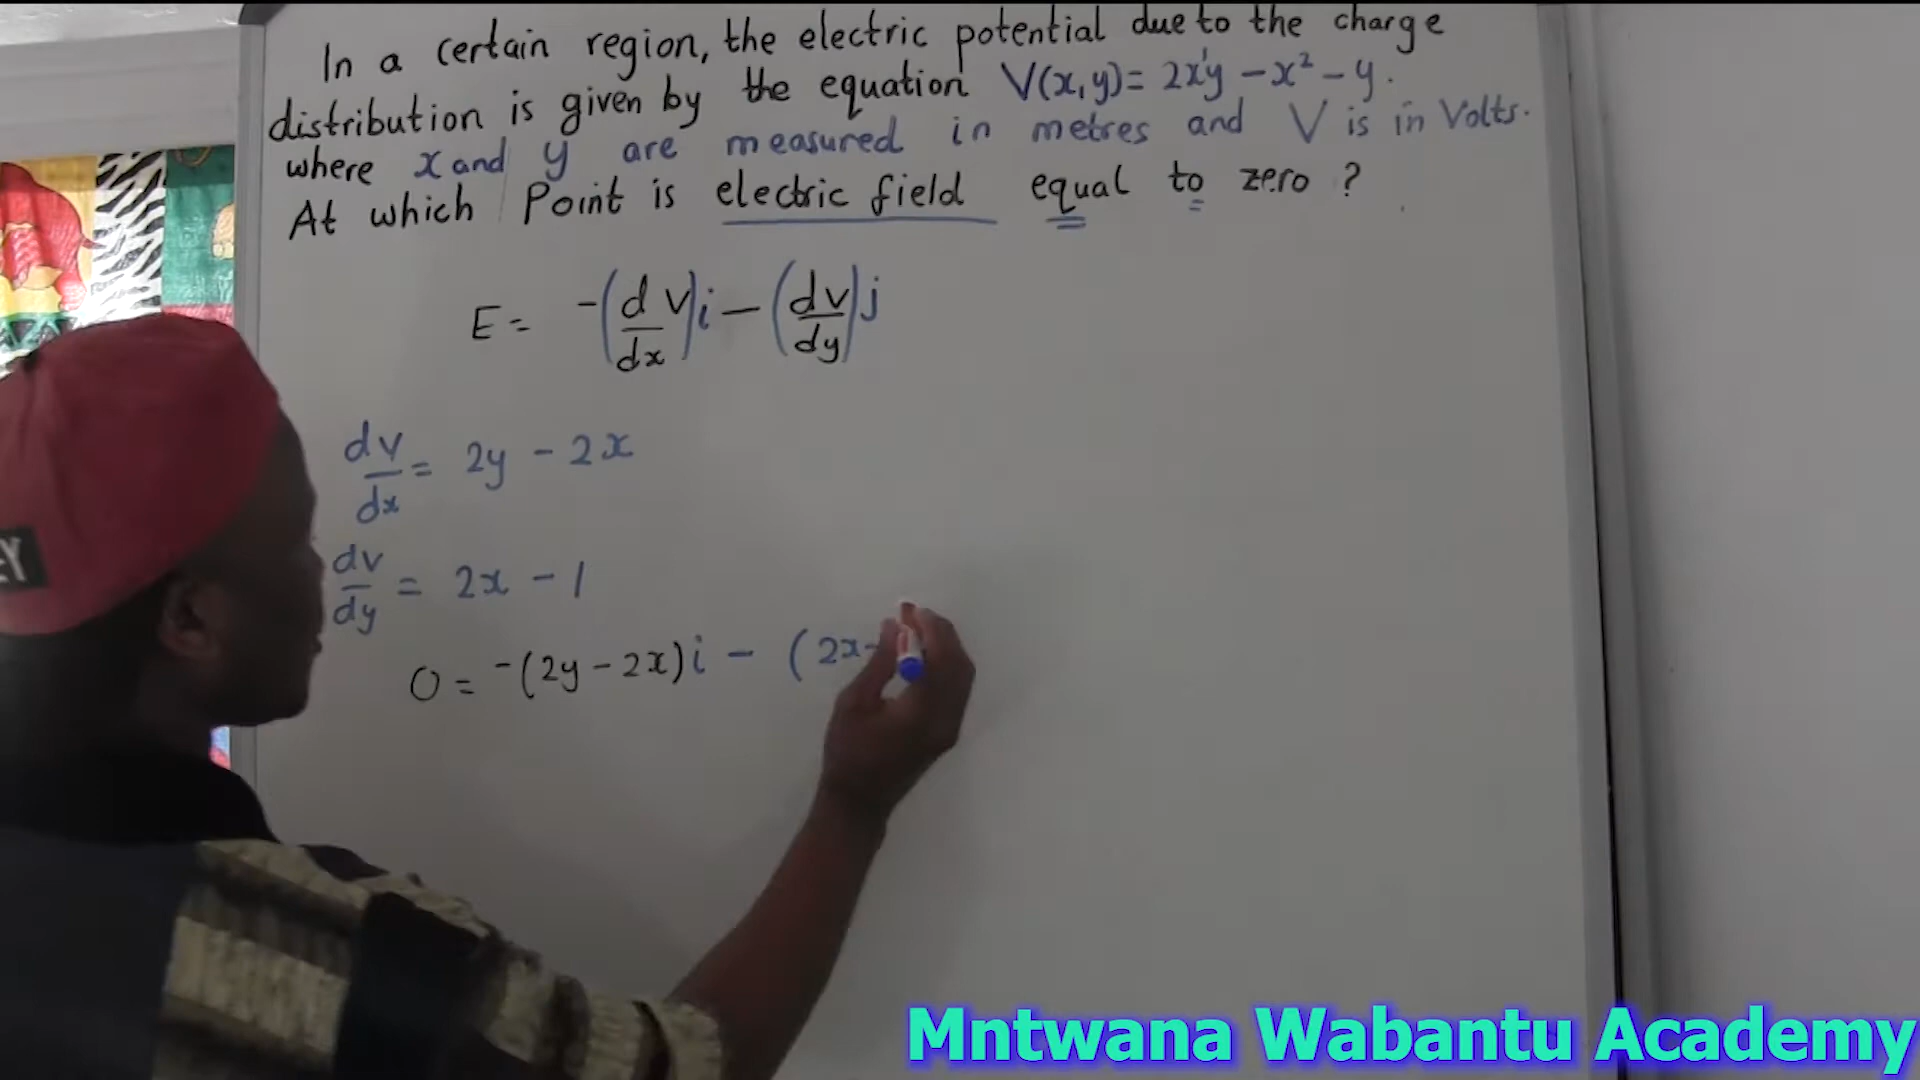 In a certain region, the electric potential due to the charge
distribution is given by the equation V(x,y)= 2x¹y - x² - y.
where x and y are measured in metres and V is in Volts.
At which Point is electric field equal to zero ?
E = -(d/dx V)i - (dv/dy)j
dv/dx = 2y - 2x
dv/dy = 2x - 1
0 = -(2y - 2x)i - (2x-
EY
Mntwana Wabantu Academy